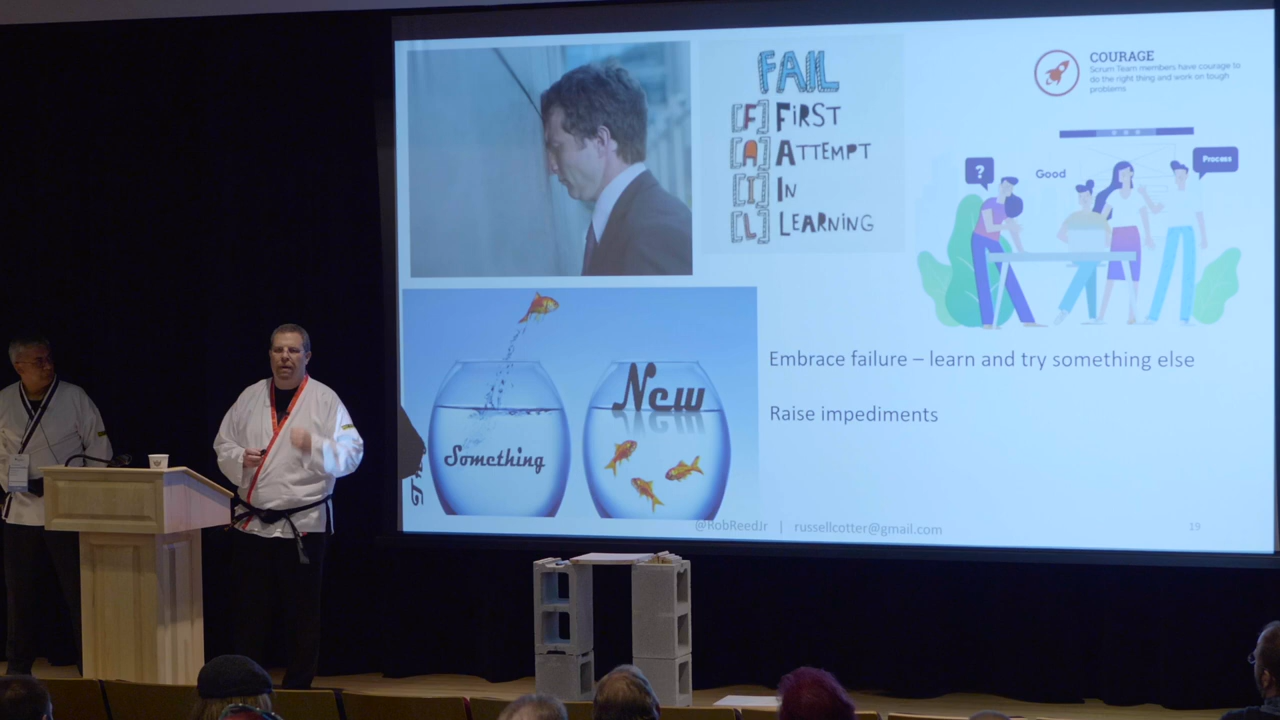 FAIL
[F] FIRST
[A] ATTEMPT
[I] IN
[L] LEARNING
COURAGE
Scrum Team members have courage to
do the right thing and work on tough
problems
?
Good
Process
Something
New
Embrace failure – learn and try something else
Raise impediments
@RobReedJr | russellcotter@gmail.com
19